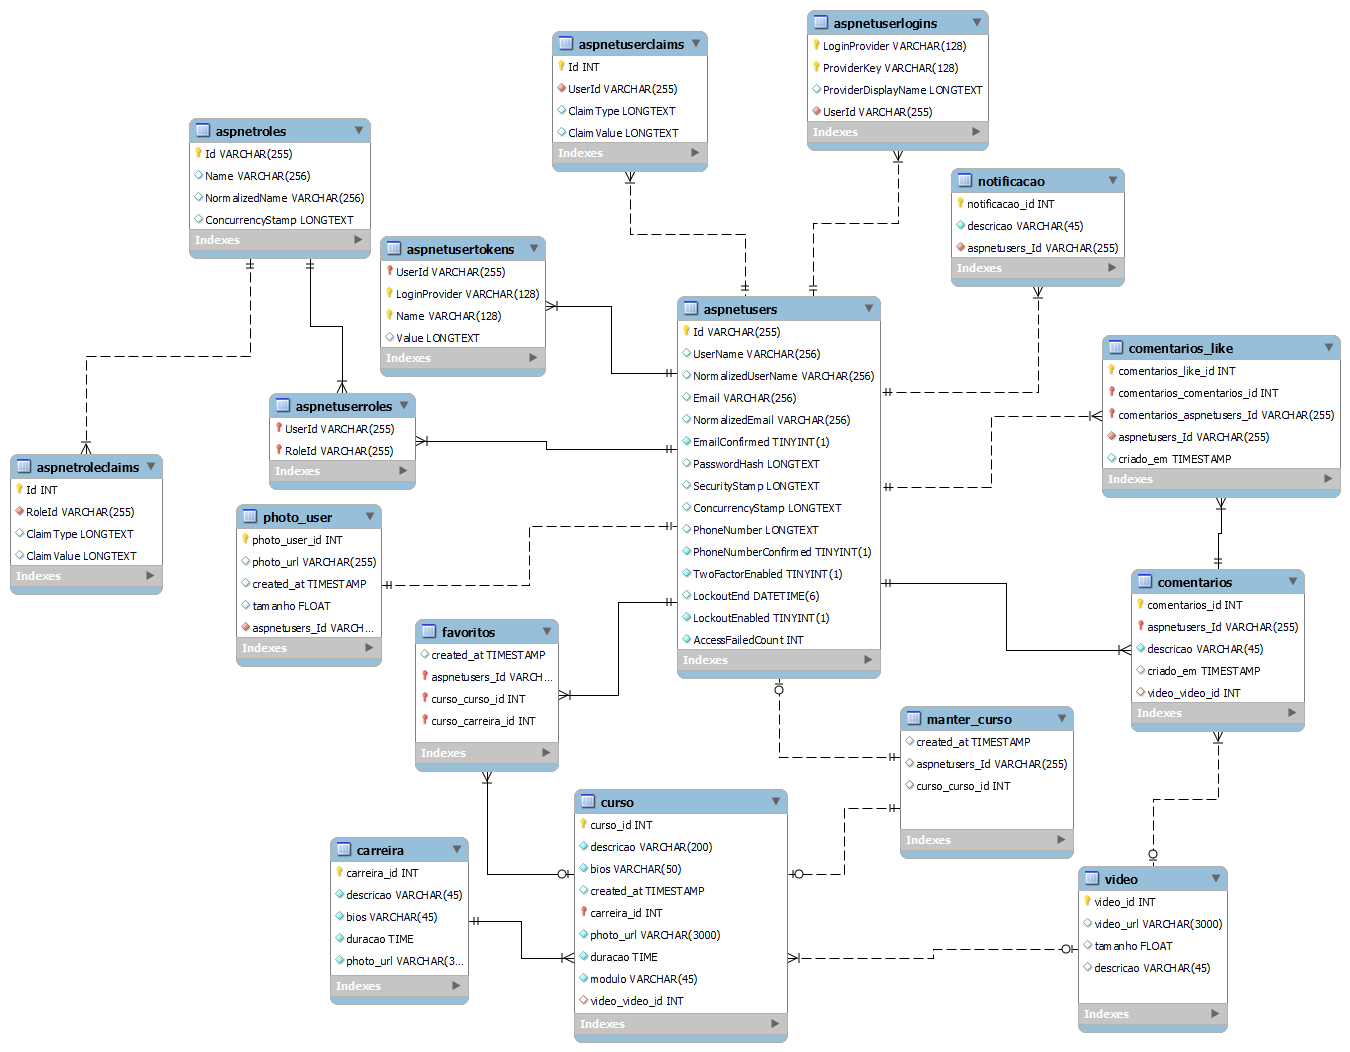 aspnetuserlogins
LoginProvider VARCHAR(128)
ProviderKey VARCHAR(128)
ProviderDisplayName LONGTEXT
UserId VARCHAR(255)
Indexes
aspnetuserclaims
Id INT
UserId VARCHAR(255)
ClaimType LONGTEXT
ClaimValue LONGTEXT
Indexes
aspnetroles
Id VARCHAR(255)
Name VARCHAR(256)
NormalizedName VARCHAR(256)
ConcurrencyStamp LONGTEXT
Indexes
notificacao
notificacao_id INT
descricao VARCHAR(45)
aspnetusers_Id VARCHAR(255)
Indexes
aspnetusertokens
UserId VARCHAR(255)
LoginProvider VARCHAR(128)
Name VARCHAR(128)
Value LONGTEXT
Indexes
aspnetusers
Id VARCHAR(255)
UserName VARCHAR(256)
NormalizedUserName VARCHAR(256)
Email VARCHAR(256)
NormalizedEmail VARCHAR(256)
EmailConfirmed TINYINT(1)
PasswordHash LONGTEXT
SecurityStamp LONGTEXT
ConcurrencyStamp LONGTEXT
PhoneNumber LONGTEXT
PhoneNumberConfirmed TINYINT(1)
TwoFactorEnabled TINYINT(1)
LockoutEnd DATETIME(6)
LockoutEnabled TINYINT(1)
AccessFailedCount INT
Indexes
comentarios_like
comentarios_like_id INT
comentarios_comentarios_id INT
comentarios_aspnetusers_Id VARCHAR(255)
aspnetusers_Id VARCHAR(255)
criado_em TIMESTAMP
Indexes
aspnetuserroles
UserId VARCHAR(255)
RoleId VARCHAR(255)
Indexes
aspnetroleclaims
Id INT
RoleId VARCHAR(255)
ClaimType LONGTEXT
ClaimValue LONGTEXT
Indexes
photo_user
photo_user_id INT
photo_url VARCHAR(255)
created_at TIMESTAMP
tamanho FLOAT
aspnetusers_Id VARCH...
Indexes
comentarios
comentarios_id INT
aspnetusers_Id VARCHAR(255)
descricao VARCHAR(45)
criado_em TIMESTAMP
video_video_id INT
Indexes
favoritos
created_at TIMESTAMP
aspnetusers_Id VARCH...
curso_curso_id INT
curso_carreira_id INT
Indexes
manter_curso
created_at TIMESTAMP
aspnetusers_Id VARCHAR(255)
curso_curso_id INT
Indexes
curso
curso_id INT
descricao VARCHAR(200)
bios VARCHAR(50)
created_at TIMESTAMP
carreira_id INT
photo_url VARCHAR(3000)
duracao TIME
modulo VARCHAR(45)
video_video_id INT
Indexes
carreira
carreira_id INT
descricao VARCHAR(45)
bios VARCHAR(45)
duracao TIME
photo_url VARCHAR(3...
Indexes
video
video_id INT
video_url VARCHAR(3000)
tamanho FLOAT
descricao VARCHAR(45)
Indexes